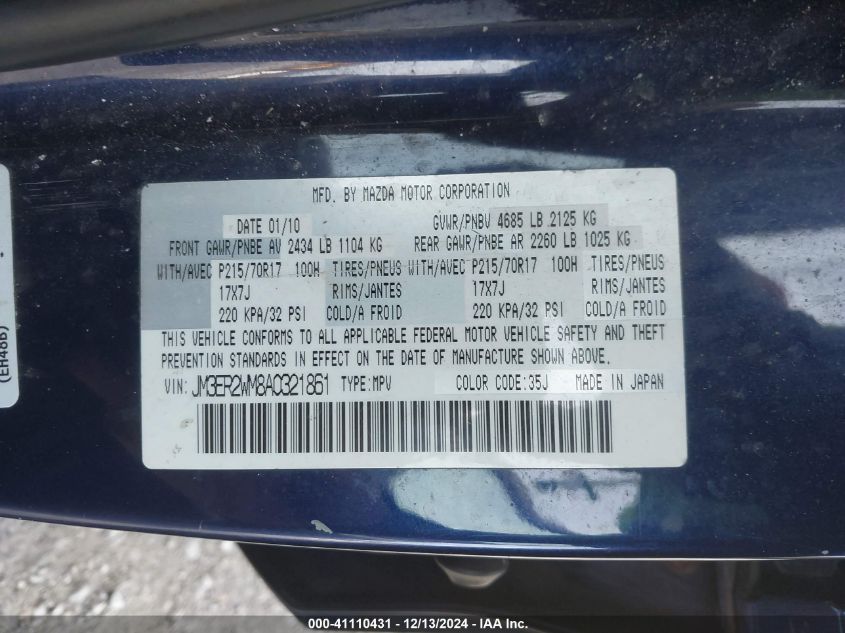 MFD. BY MAZDA MOTOR CORPORATION
DATE 01/10 GVWR/PNBV 4685 LB 2125 KG
FRONT GAWR/PNBE AV 2434 LB 1104 KG REAR GAWR/PNBE AR 2260 LB 1025 KG
WITH/AVEC P215/70R17 100H TIRES/PNEUS WITH/AVEC P215/70R17 100H TIRES/PNEUS
17X7J RIMS/JANTES 17X7J RIMS/JANTES
220 KPA/32 PSI COLD/A FROID 220 KPA/32 PSI COLD/A FROID
THIS VEHICLE CONFORMS TO ALL APPLICABLE FEDERAL MOTOR VEHICLE SAFETY AND THEFT
PREVENTION STANDARDS IN EFFECT ON THE DATE OF MANUFACTURE SHOWN ABOVE.
VIN: JM3ER2WM8A0321861 TYPE:MPV COLOR CODE:35J MADE IN JAPAN
(EH48B)
000-41110431 - 12/13/2024 - IAA Inc.